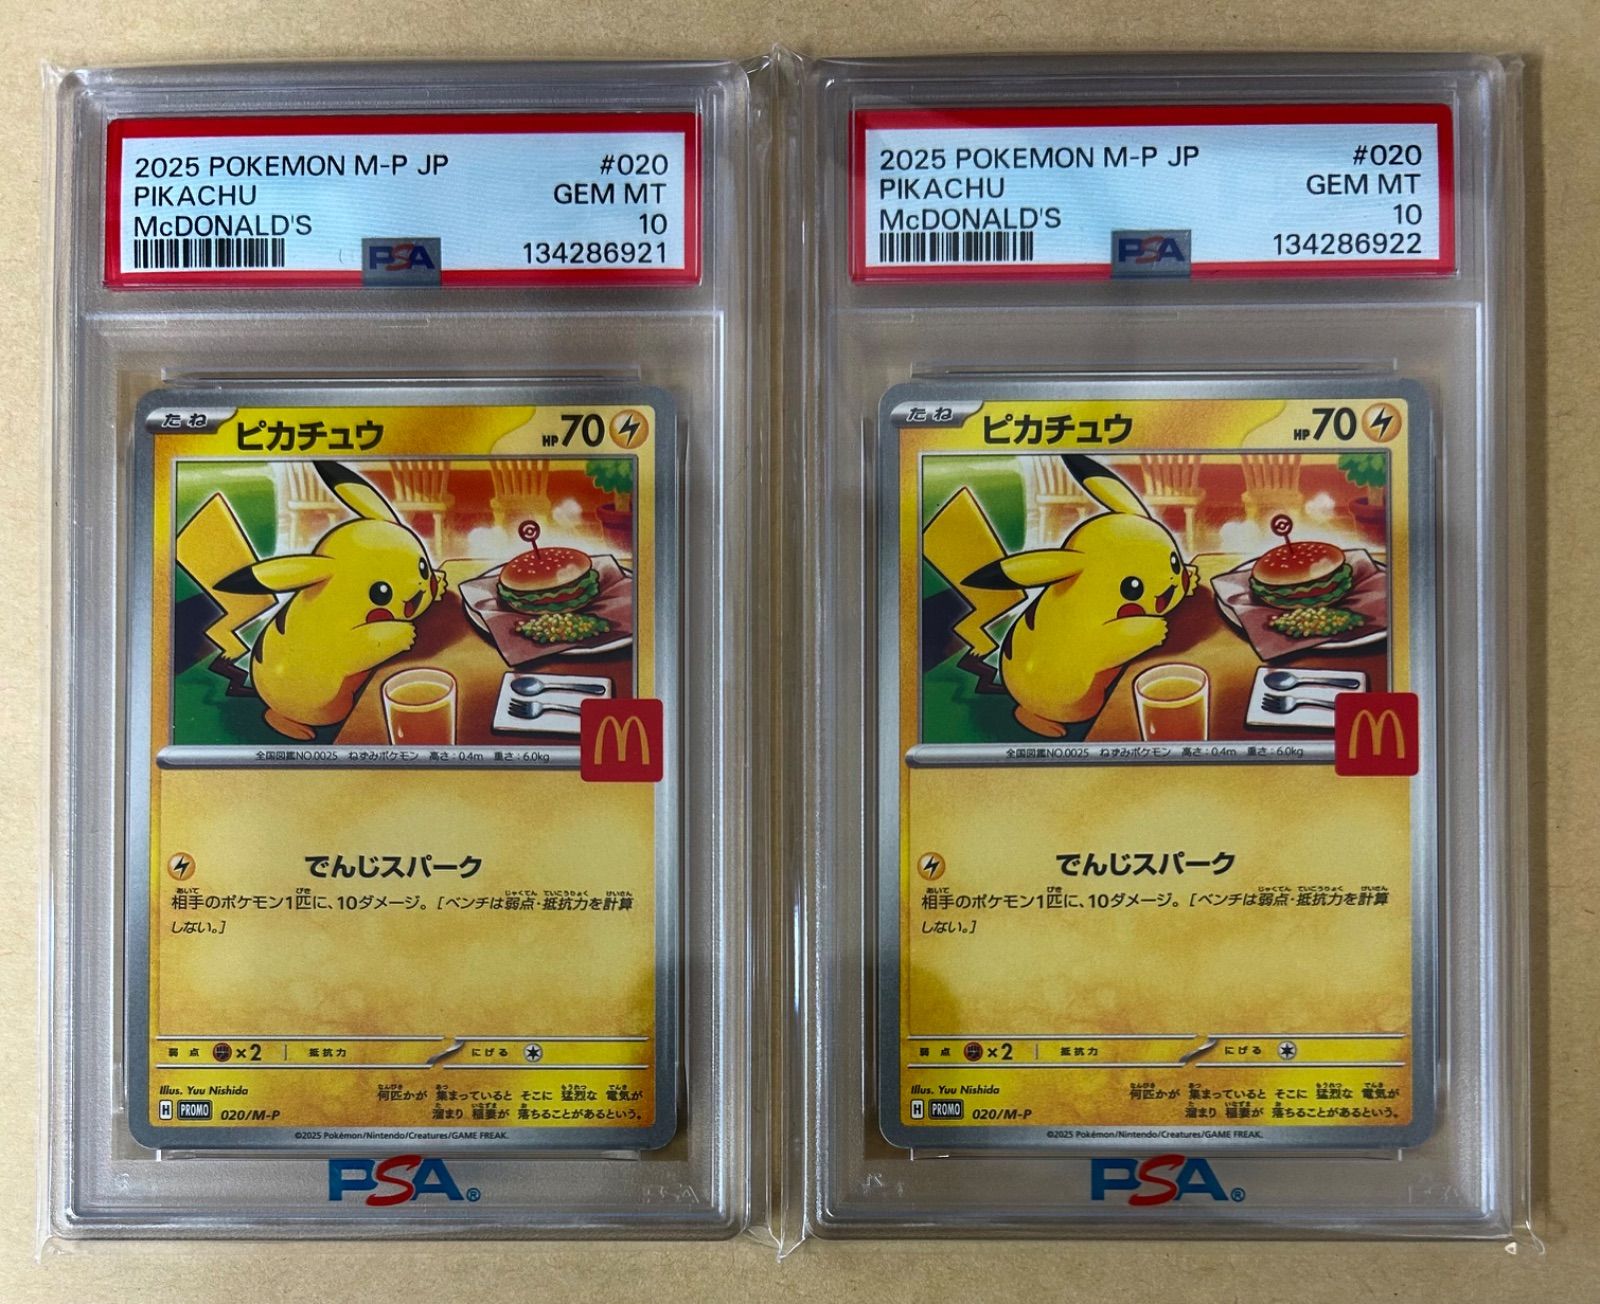 2025 POKEMON M-P JP #020
PIKACHU GEM MT
McDONALD'S 10
PSA 134286921
たね ピカチュウ HP70
全国図鑑NO.0025 ねずみポケモン 高さ:0.4m 重さ:6.0kg
でんじスパーク
相手のポケモン1匹に、10ダメージ。[ベンチは弱点・抵抗力を計算
しない。]
弱点 ×2 抵抗力 にげる
Illus. Yuu Nishida
何匹かが 集まっていると そこに 猛烈な 電気が
溜まり 稲妻が 落ちることがあるという。
H PROMO 020/M-P
©2025 Pokémon/Nintendo/Creatures/GAME FREAK.
PSA®
2025 POKEMON M-P JP #020
PIKACHU GEM MT
McDONALD'S 10
PSA 134286922
たね ピカチュウ HP70
全国図鑑NO.0025 ねずみポケモン 高さ:0.4m 重さ:6.0kg
でんじスパーク
相手のポケモン1匹に、10ダメージ。[ベンチは弱点・抵抗力を計算
しない。]
弱点 ×2 抵抗力 にげる
Illus. Yuu Nishida
何匹かが 集まっていると そこに 猛烈な 電気が
溜まり 稲妻が 落ちることがあるという。
H PROMO 020/M-P
©2025 Pokémon/Nintendo/Creatures/GAME FREAK.
PSA®